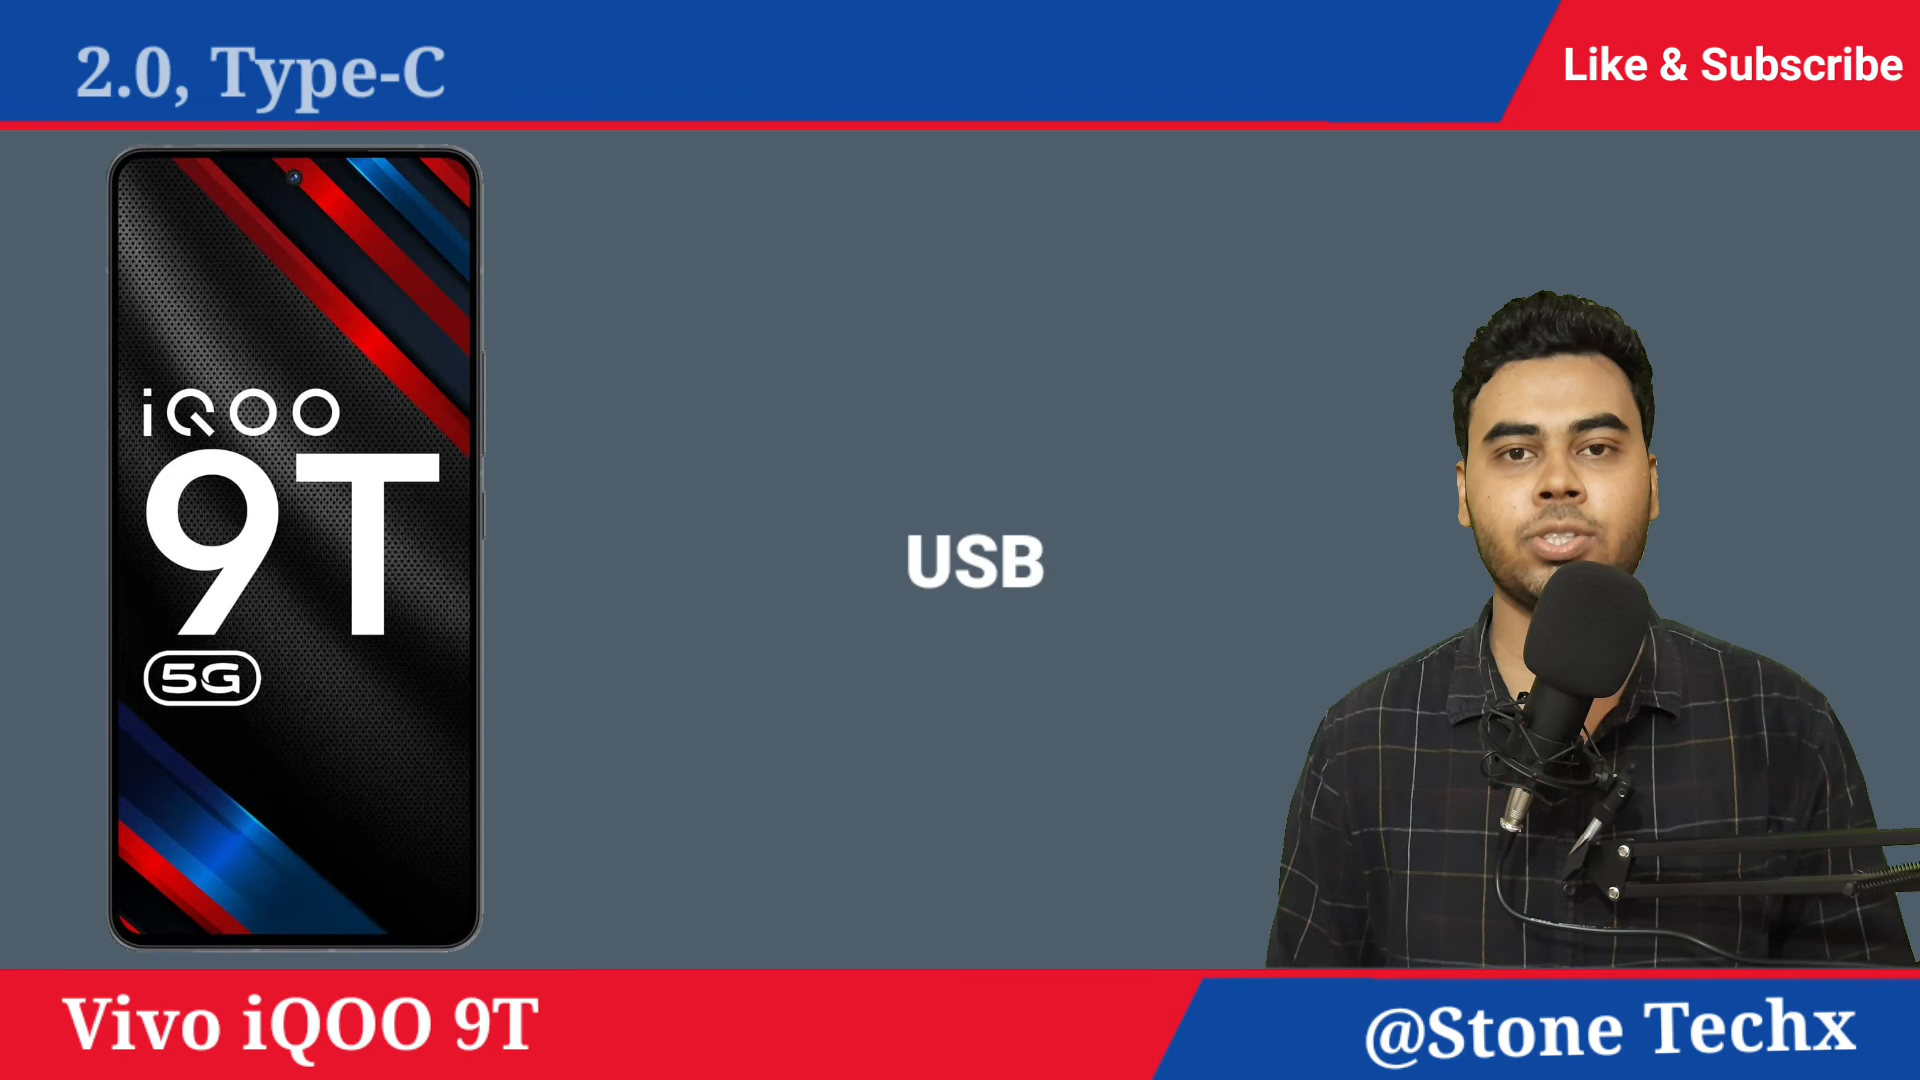 2.0, Type-C
Like & Subscribe
iQOO
9T
5G
USB
Vivo iQOO 9T
@Stone Techx